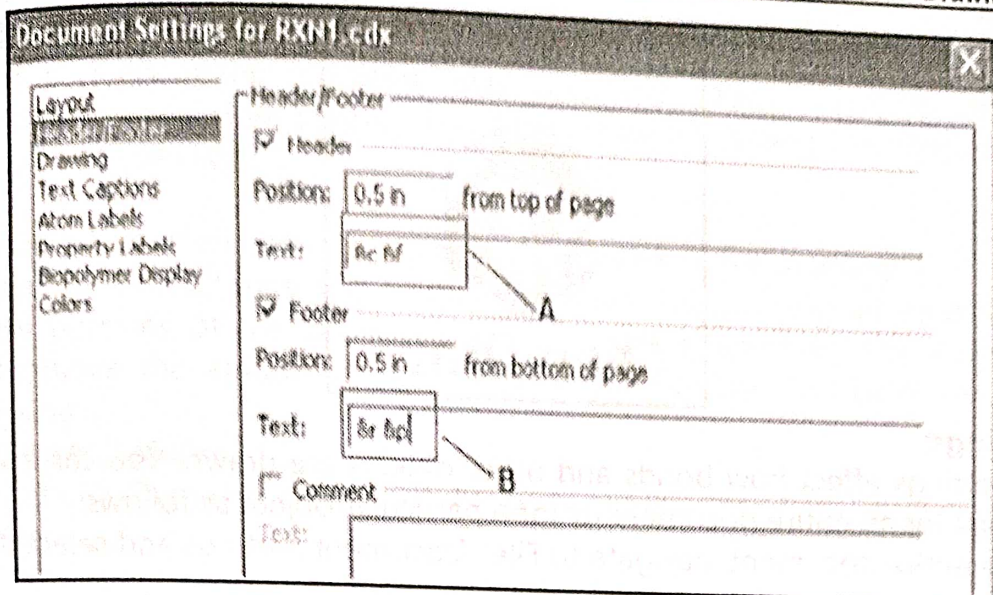 Document Settings for RXN1.cdx
X
Layout
Drawing
Text Captions
Atom Labels
Property Labels
Biopolymer Display
Colors
Header/Footer
Header
Position: 0.5 in from top of page
Text: &c &f
A
Footer
Position: 0.5 in from bottom of page
Text: &r &p
B
Comment
Text: